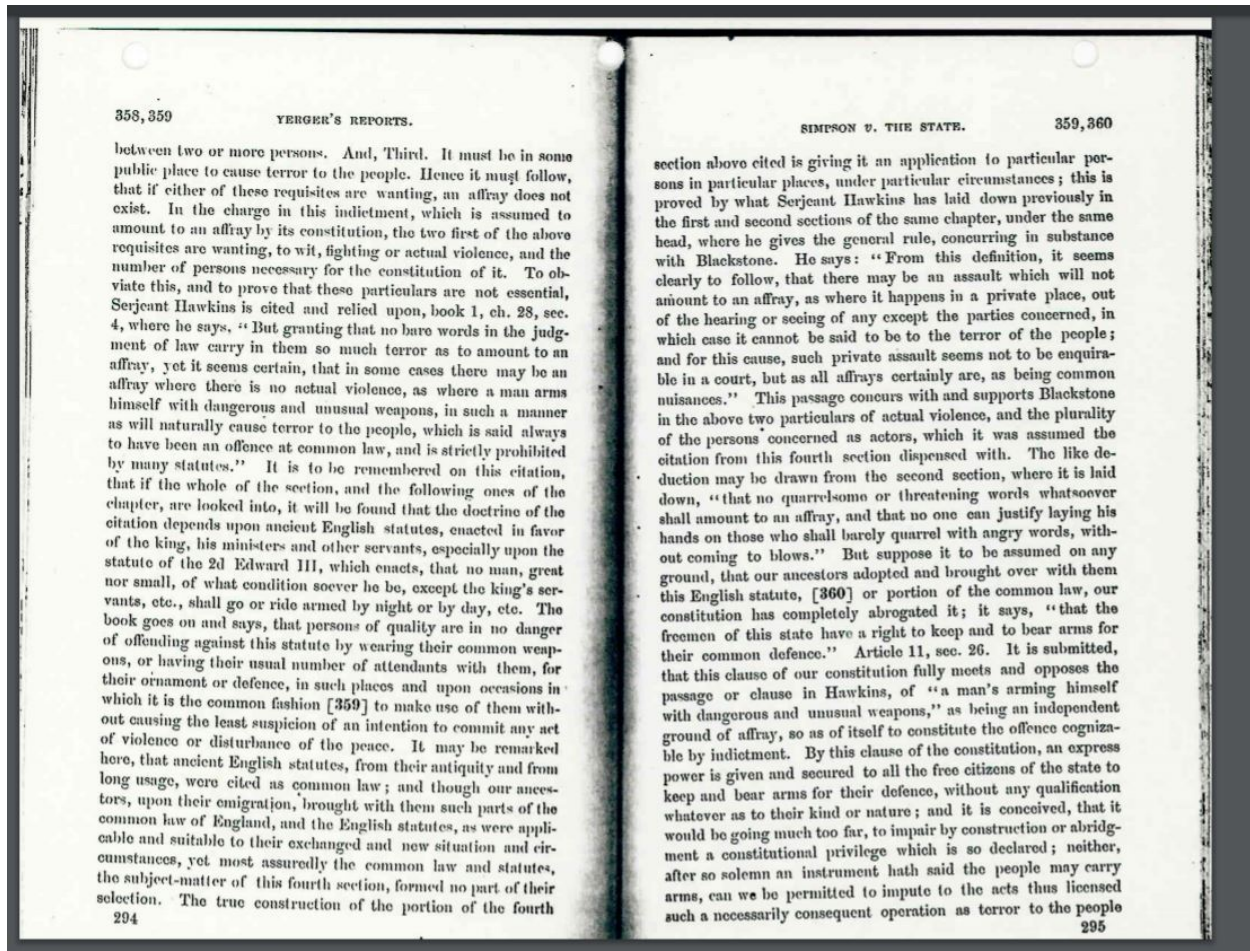 358,359
YERGER'S REPORTS.
between two or more persons. And, Third. It must be in some
public place to cause terror to the people. Hence it must follow,
that if either of these requisites are wanting, an affray does not
exist. In the charge in this indictment, which is assumed to
amount to an affray by its constitution, the two first of the above
requisites are wanting, to wit, fighting or actual violence, and the
number of persons necessary for the constitution of it. To ob-
viate this, and to prove that these particulars are not essential,
Serjeant Hawkins is cited and relied upon, book 1, ch. 28, sec.
4, where he says, "But granting that no bare words in the judg-
ment of law carry in them so much terror as to amount to an
affray, yet it seems certain, that in some cases there may be an
affray where there is no actual violence, as where a man arms
himself with dangerous and unusual weapons, in such a manner
as will naturally cause terror to the people, which is said always
to have been an offence at common law, and is strictly prohibited
by many statutes." It is to be remembered on this citation,
that if the whole of the section, and the following ones of the
chapter, are looked into, it will be found that the doctrine of the
citation depends upon ancient English statutes, enacted in favor
of the king, his ministers and other servants, especially upon the
statute of the 2d Edward III, which enacts, that no man, great
nor small, of what condition soever he be, except the king's ser-
vants, etc., shall go or ride armed by night or by day, etc. The
book goes on and says, that persons of quality are in no danger
of offending against this statute by wearing their common weap-
ons, or having their usual number of attendants with them, for
their ornament or defence, in such places and upon occasions in
which it is the common fashion [359] to make use of them with-
out causing the least suspicion of an intention to commit any act
of violence or disturbance of the peace. It may be remarked
here, that ancient English statutes, from their antiquity and from
long usage, were cited as common law; and though our ances-
tors, upon their emigration, brought with them such parts of the
common law of England, and the English statutes, as were appli-
cable and suitable to their exchanged and new situation and cir-
cumstances, yet most assuredly the common law and statutes,
the subject-matter of this fourth section, formed no part of their
selection. The true construction of the portion of the fourth
294
SIMPSON V. THE STATE.
359,360
section above cited is giving it an application to particular per-
sons in particular places, under particular circumstances; this is
proved by what Serjeant Hawkins has laid down previously in
the first and second sections of the same chapter, under the same
head, where he gives the general rule, concurring in substance
with Blackstone. He says: "From this definition, it seems
clearly to follow, that there may be an assault which will not
amount to an affray, as where it happens in a private place, out
of the hearing or seeing of any except the parties concerned, in
which case it cannot be said to be to the terror of the people;
and for this cause, such private assault seems not to be enquira-
ble in a court, but as all affrays certainly are, as being common
nuisances." This passage concurs with and supports Blackstone
in the above two particulars of actual violence, and the plurality
of the persons concerned as actors, which it was assumed the
citation from this fourth section dispensed with. The like de-
duction may be drawn from the second section, where it is laid
down, "that no quarrelsome or threatening words whatsoever
shall amount to an affray, and that no one can justify laying his
hands on those who shall barely quarrel with angry words, with-
out coming to blows." But suppose it to be assumed on any
ground, that our ancestors adopted and brought over with them
this English statute, [360] or portion of the common law, our
constitution has completely abrogated it; it says, "that the
freemen of this state have a right to keep and to bear arms for
their common defence." Article 11, sec. 26. It is submitted,
that this clause of our constitution fully meets and opposes the
passage or clause in Hawkins, of "a man's arming himself
with dangerous and unusual weapons," as being an independent
ground of affray, so as of itself to constitute the offence cogniza-
ble by indictment. By this clause of the constitution, an express
power is given and secured to all the free citizens of the state to
keep and bear arms for their defence, without any qualification
whatever as to their kind or nature; and it is conceived, that it
would be going much too far, to impair by construction or abridg-
ment a constitutional privilege which is so declared; neither,
after so solemn an instrument hath said the people may carry
arms, can we be permitted to impute to the acts thus licensed
such a necessarily consequent operation as terror to the people
295